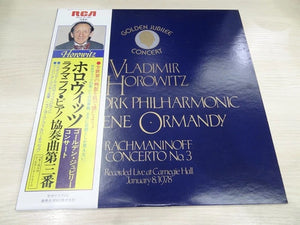 RCA
Horowitz
ホロヴィッツ
ゴールデン・ジュビリー
コンサート
ラフマニノフ・ピアノ協奏曲第三番
GOLDEN JUBILEE
CONCERT
VLADIMIR
HOROWITZ
ORK PHILHARMONIC
ENE ORMANDY
RACHMANINOFF
CONCERTO No.3
Recorded Live at Carnegie Hall
January 8, 1978